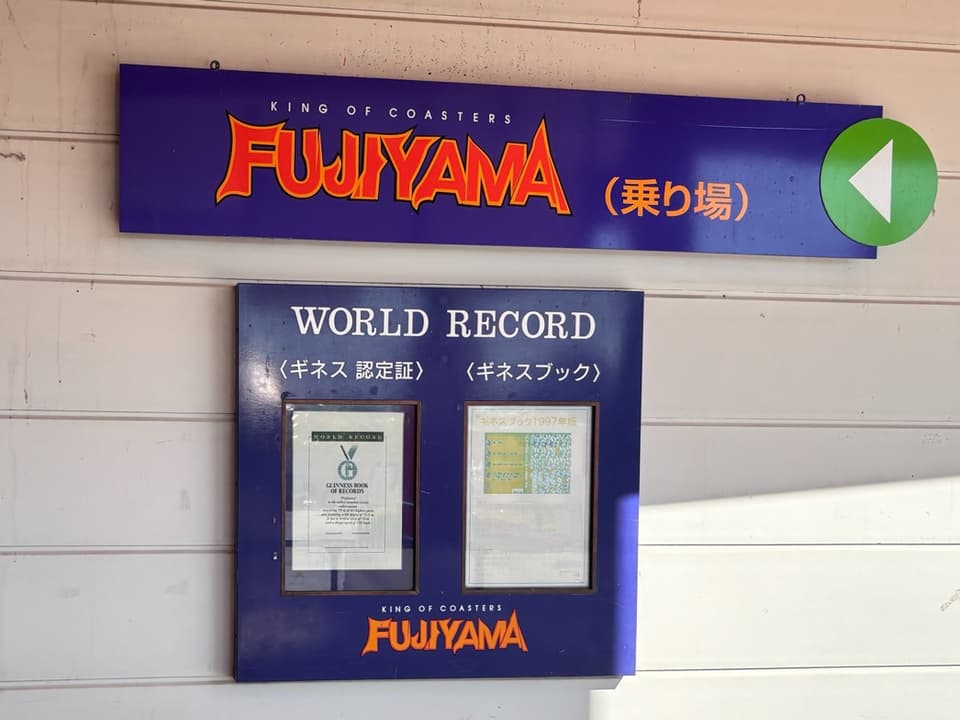 KING OF COASTERS
FUJIYAMA
（乗り場）
WORLD RECORD
〈ギネス 認定証〉
〈ギネスブック〉
WORLD RECORD
G
GUINNESS BOOK
OF RECORDS
ギネスブック1997年版
KING OF COASTERS
FUJIYAMA